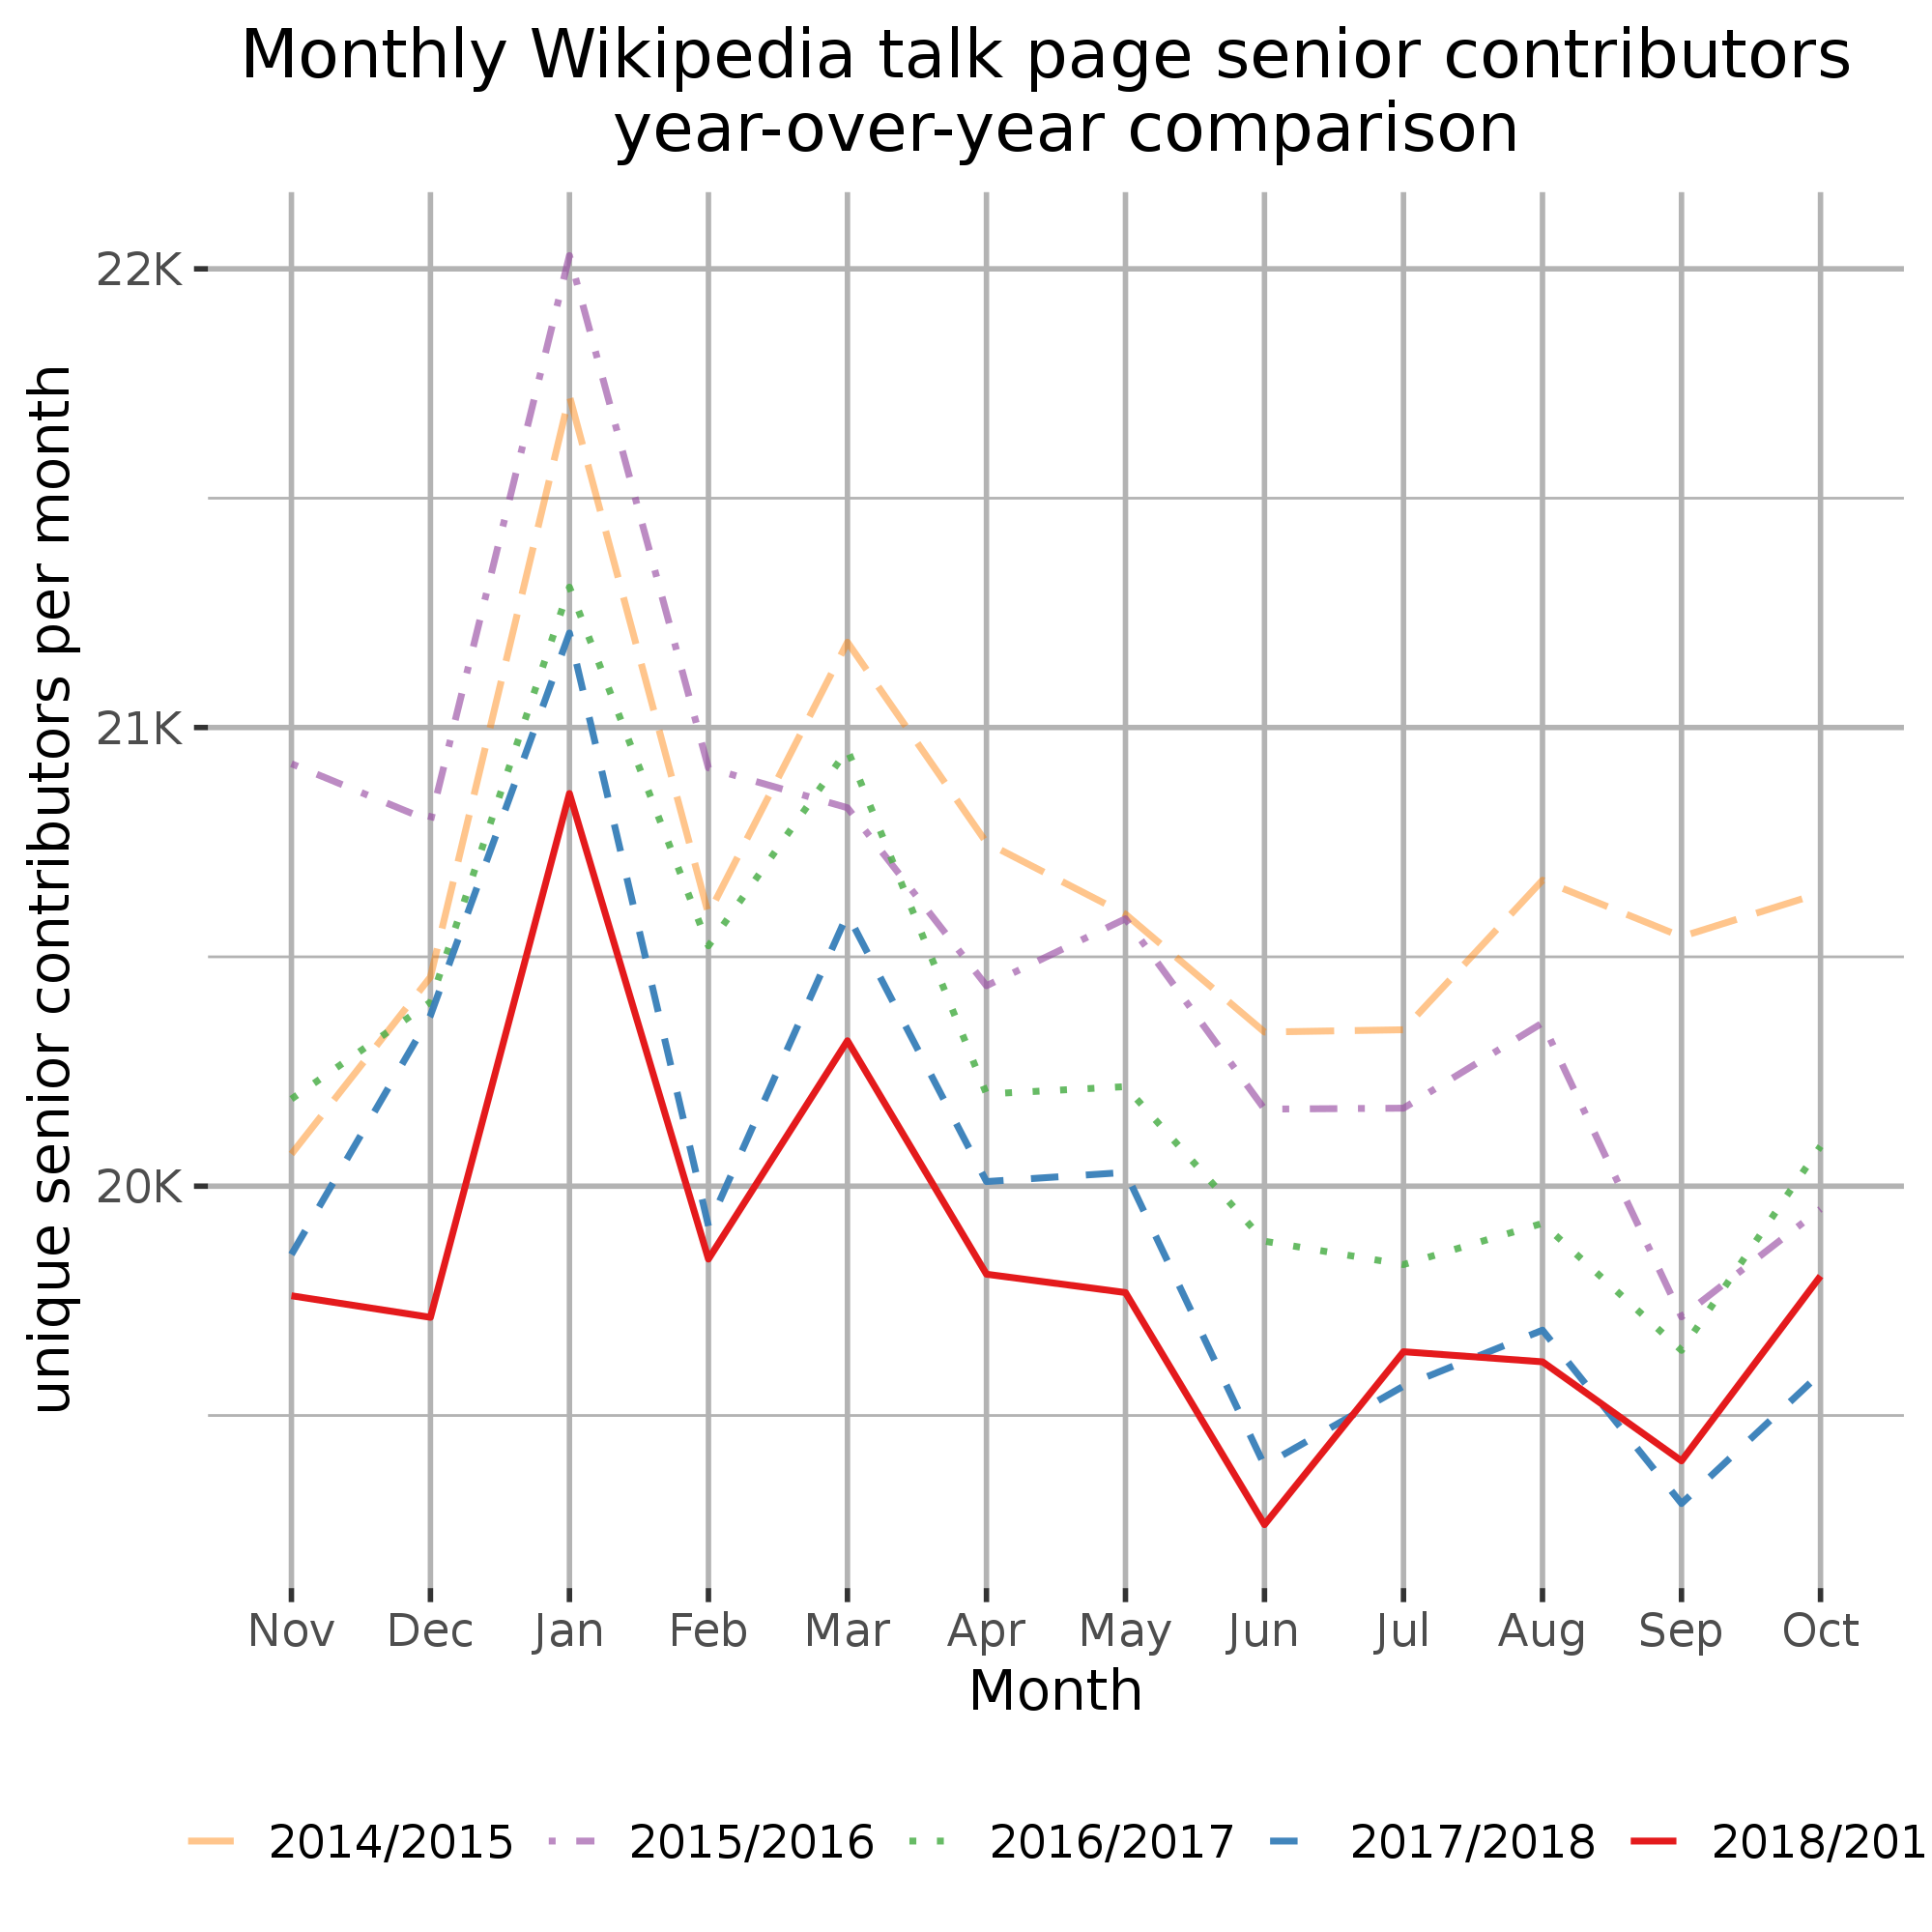 Monthly Wikipedia talk page senior contributors
year-over-year comparison
unique senior contributors per month
22K
21K
20K
Nov Dec Jan Feb Mar Apr May Jun Jul Aug Sep Oct
Month
2014/2015 2015/2016 2016/2017 2017/2018 2018/201